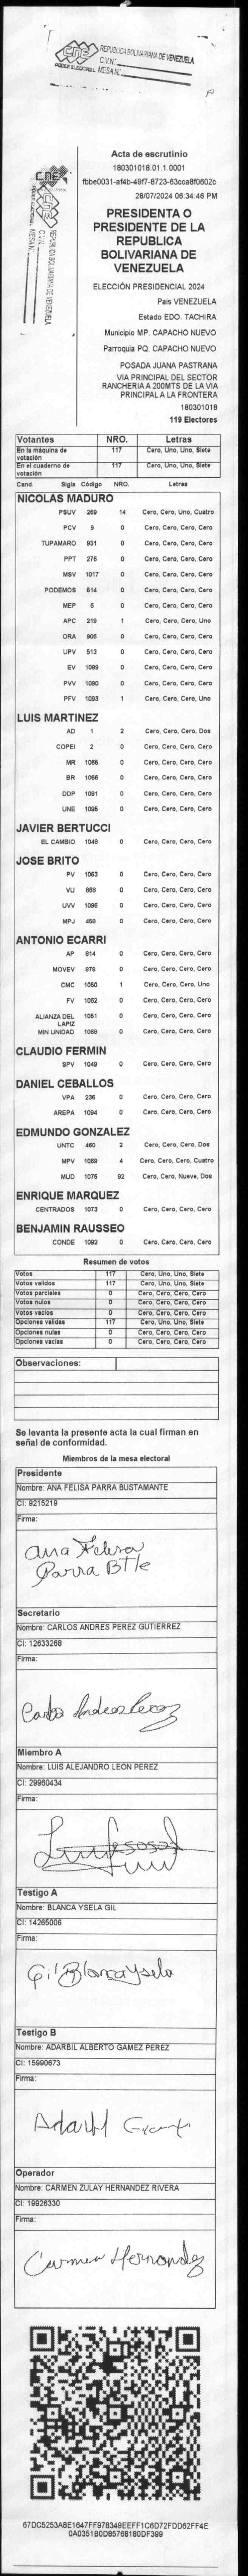 CNE
PODER ELECTORAL
REPUBLICA BOLIVARIANA DE VENEZUELA
C.V.N°.
MESA N°.
CNE
PODER ELECTORAL
REPUBLICA BOLIVARIANA DE VENEZUELA
C.V.N°.
MESA N°.
Acta de escrutinio
180301018.01.1.0001
fbbe0031-af4b-49f7-8723-63cca8f0602c
28/07/2024 06:34:46 PM
PRESIDENTA O
PRESIDENTE DE LA
REPUBLICA
BOLIVARIANA DE
VENEZUELA
ELECCIÓN PRESIDENCIAL 2024
Pais VENEZUELA
Estado EDO. TACHIRA
Municipio MP. CAPACHO NUEVO
Parroquia PQ. CAPACHO NUEVO
POSADA JUANA PASTRANA
VIA PRINCIPAL DEL SECTOR
RANCHERIA A 200MTS DE LA VIA
PRINCIPAL A LA FRONTERA
180301018
119 Electores
Votantes NRO. Letras
En la máquina de votación 117 Cero, Uno, Uno, Siete
En el cuaderno de votación 117 Cero, Uno, Uno, Siete
Cand. Sigla Código NRO. Letras
NICOLAS MADURO
PSUV 269 14 Cero, Cero, Uno, Cuatro
PCV 9 0 Cero, Cero, Cero, Cero
TUPAMARO 931 0 Cero, Cero, Cero, Cero
PPT 276 0 Cero, Cero, Cero, Cero
MSV 1017 0 Cero, Cero, Cero, Cero
PODEMOS 514 0 Cero, Cero, Cero, Cero
MEP 6 0 Cero, Cero, Cero, Cero
APC 219 1 Cero, Cero, Cero, Uno
ORA 906 0 Cero, Cero, Cero, Cero
UPV 513 0 Cero, Cero, Cero, Cero
EV 1089 0 Cero, Cero, Cero, Cero
PVV 1090 0 Cero, Cero, Cero, Cero
PFV 1093 1 Cero, Cero, Cero, Uno
LUIS MARTINEZ
AD 1 2 Cero, Cero, Cero, Dos
COPEI 2 0 Cero, Cero, Cero, Cero
MR 1065 0 Cero, Cero, Cero, Cero
BR 1066 0 Cero, Cero, Cero, Cero
DDP 1091 0 Cero, Cero, Cero, Cero
UNE 1095 0 Cero, Cero, Cero, Cero
JAVIER BERTUCCI
EL CAMBIO 1048 0 Cero, Cero, Cero, Cero
JOSE BRITO
PV 1053 0 Cero, Cero, Cero, Cero
VU 868 0 Cero, Cero, Cero, Cero
UVV 1096 0 Cero, Cero, Cero, Cero
MPJ 458 0 Cero, Cero, Cero, Cero
ANTONIO ECARRI
AP 814 0 Cero, Cero, Cero, Cero
MOVEV 978 0 Cero, Cero, Cero, Cero
CMC 1050 1 Cero, Cero, Cero, Uno
FV 1052 0 Cero, Cero, Cero, Cero
ALIANZA DEL LAPIZ 1051 0 Cero, Cero, Cero, Cero
MIN UNIDAD 1068 0 Cero, Cero, Cero, Cero
CLAUDIO FERMIN
SPV 1049 0 Cero, Cero, Cero, Cero
DANIEL CEBALLOS
VPA 236 0 Cero, Cero, Cero, Cero
AREPA 1094 0 Cero, Cero, Cero, Cero
EDMUNDO GONZALEZ
UNTC 460 2 Cero, Cero, Cero, Dos
MPV 1069 4 Cero, Cero, Cero, Cuatro
MUD 1075 92 Cero, Cero, Nueve, Dos
ENRIQUE MARQUEZ
CENTRADOS 1073 0 Cero, Cero, Cero, Cero
BENJAMIN RAUSSEO
CONDE 1092 0 Cero, Cero, Cero, Cero
Resumen de votos
Votos 117 Cero, Uno, Uno, Siete
Votos validos 117 Cero, Uno, Uno, Siete
Votos parciales 0 Cero, Cero, Cero, Cero
Votos nulos 0 Cero, Cero, Cero, Cero
Votos vacios 0 Cero, Cero, Cero, Cero
Opciones validas 117 Cero, Uno, Uno, Siete
Opciones nulas 0 Cero, Cero, Cero, Cero
Opciones vacias 0 Cero, Cero, Cero, Cero
Observaciones:
Se levanta la presente acta la cual firman en
señal de conformidad.
Miembros de la mesa electoral
Presidente
Nombre: ANA FELISA PARRA BUSTAMANTE
CI: 9215219
Firma:
Ana Felisa
Parra Bt/e
Secretario
Nombre: CARLOS ANDRES PEREZ GUTIERREZ
CI: 12633268
Firma:
Carlos Andres Perez
Miembro A
Nombre: LUIS ALEJANDRO LEON PEREZ
CI: 29960434
Firma:
Testigo A
Nombre: BLANCA YSELA GIL
CI: 14265006
Firma:
Gil Blanca Ysela
Testigo B
Nombre: ADARBIL ALBERTO GAMEZ PEREZ
CI: 15990673
Firma:
Operador
Nombre: CARMEN ZULAY HERNANDEZ RIVERA
CI: 19926330
Firma:
Carmen Hernandez
67DC5253A8E1647FF978349EEFF1C6D72FDD62FF4E
0A0351B0DB5768180DF399